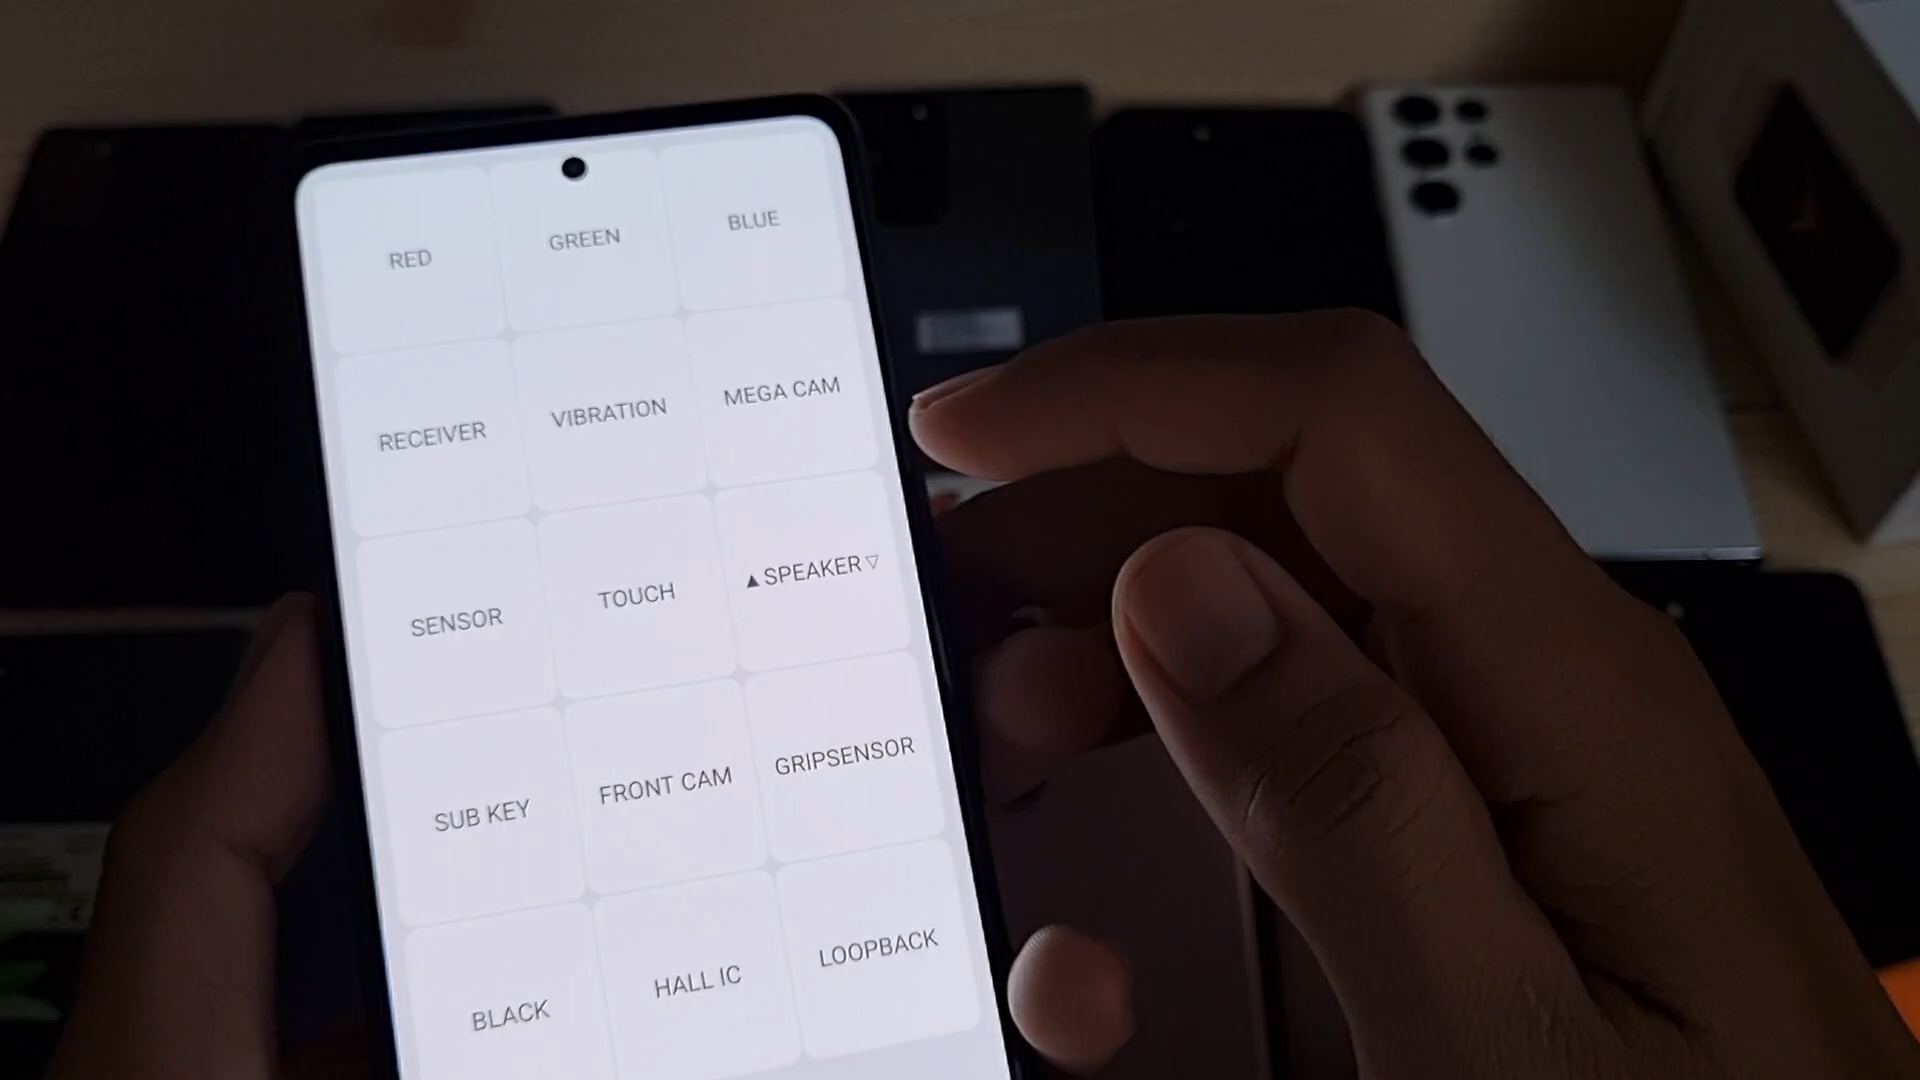 RED GREEN BLUE
RECEIVER VIBRATION MEGA CAM
SENSOR TOUCH ▲SPEAKER▽
SUB KEY FRONT CAM GRIPSENSOR
BLACK HALL IC LOOPBACK